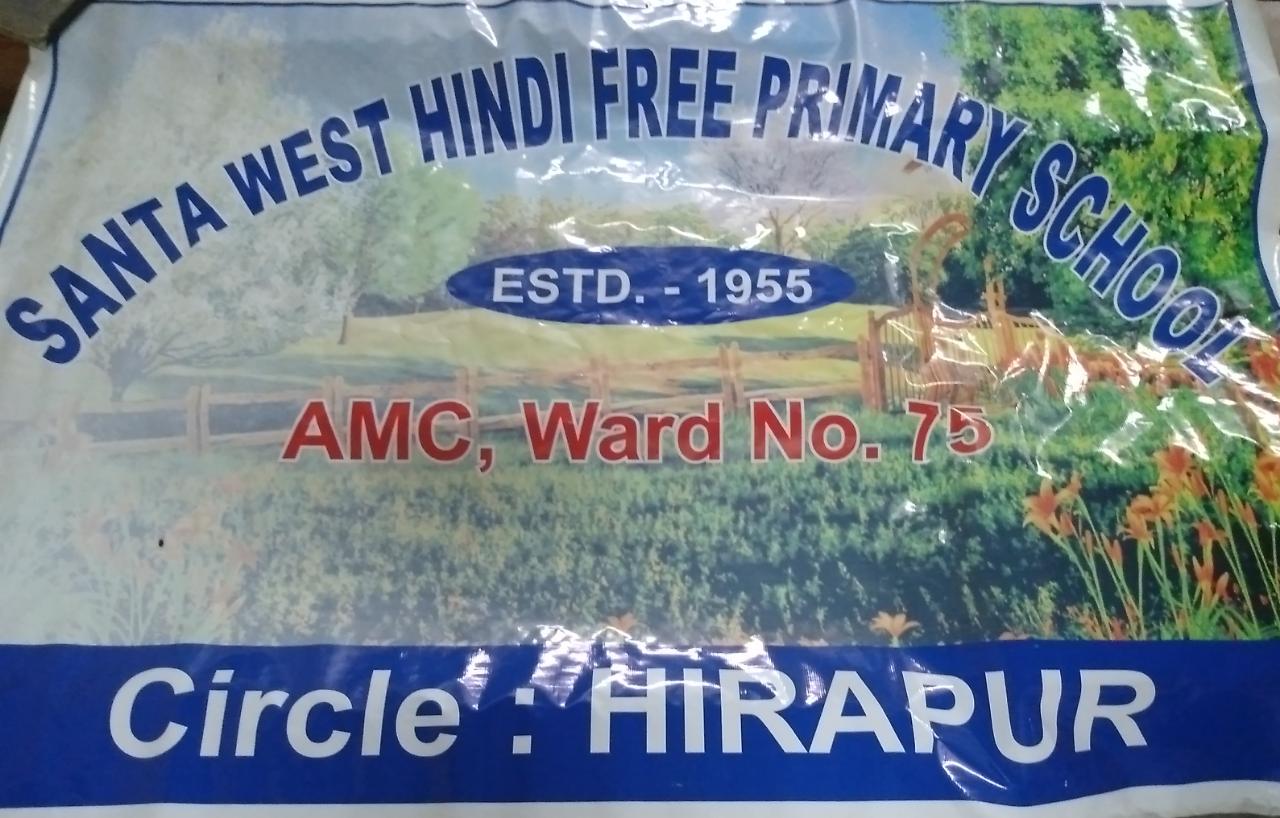 SANTA WEST HINDI FREE PRIMARY SCHOOL
ESTD. - 1955
AMC, Ward No. 75
Circle : HIRAPUR